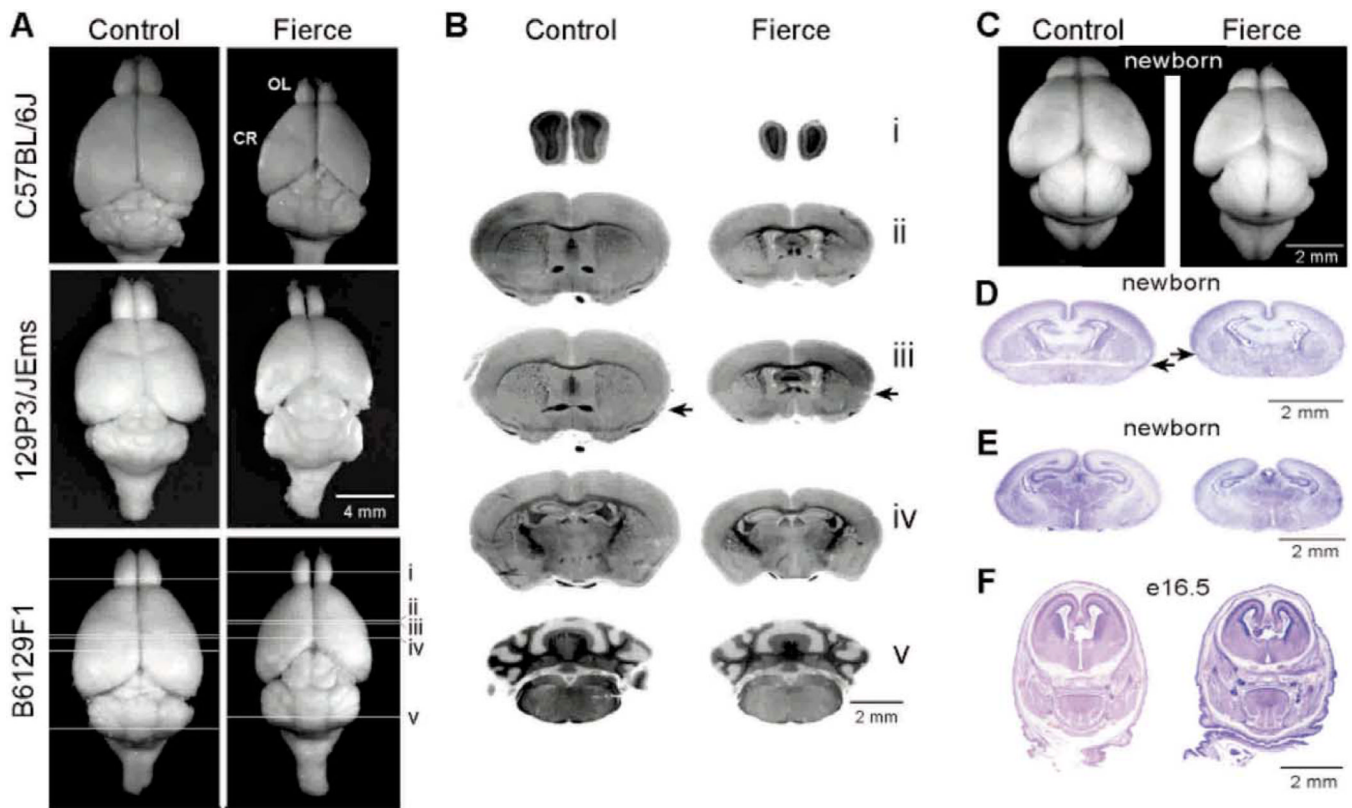 A
Control
Fierce
C57BL/6J
OL
CR
129P3/JEms
4 mm
B6129F1
i
ii
iii
iv
v
B
Control
Fierce
i
ii
iii
iv
v
2 mm
C
Control
Fierce
newborn
2 mm
D
newborn
2 mm
E
newborn
2 mm
F
e16.5
2 mm